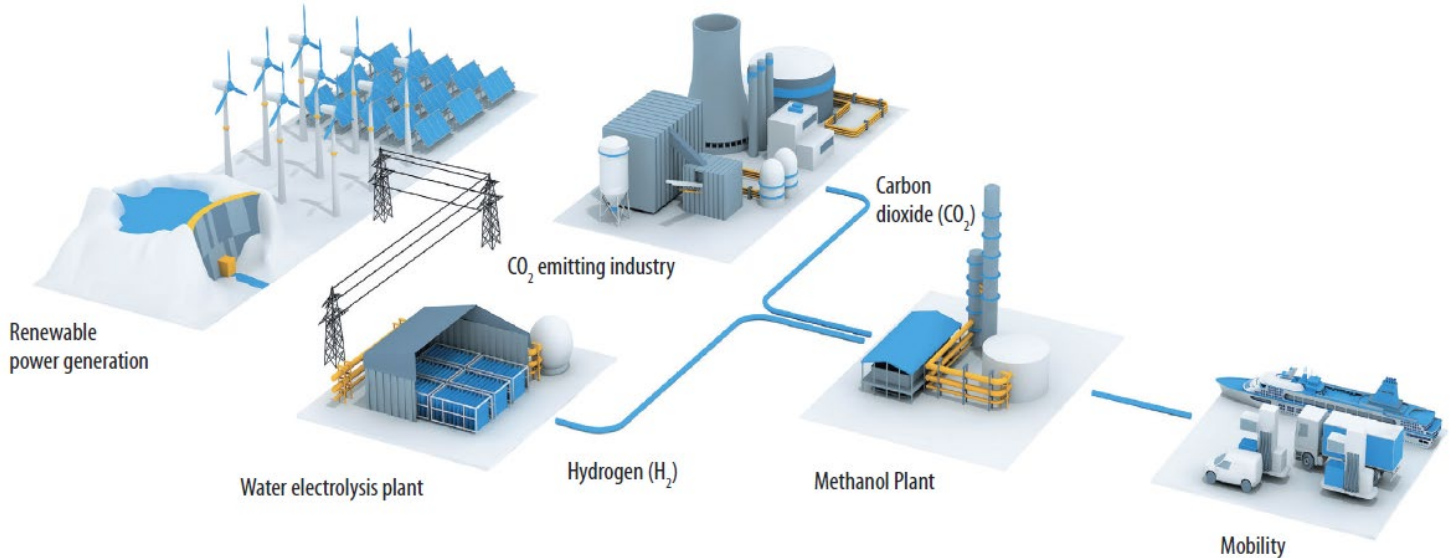 Renewable
power generation
CO₂ emitting industry
Carbon
dioxide (CO₂)
Water electrolysis plant
Hydrogen (H₂)
Methanol Plant
Mobility